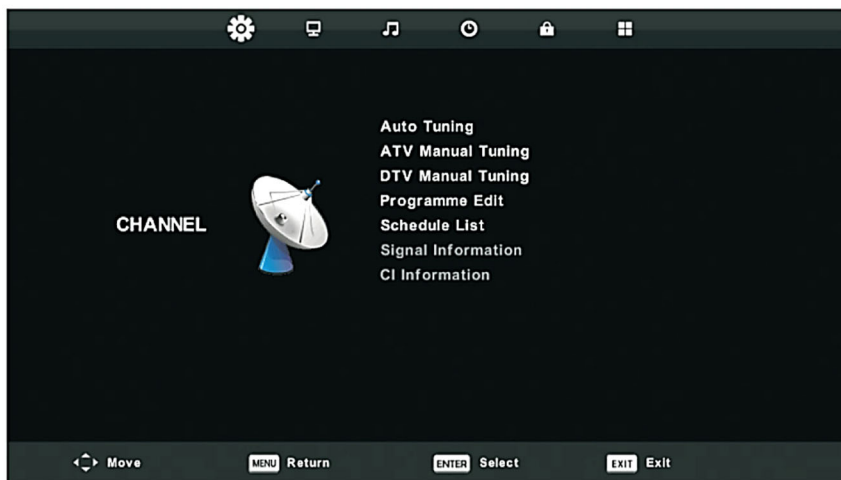 Auto Tuning
ATV Manual Tuning
DTV Manual Tuning
Programme Edit
CHANNEL
Schedule List
Signal Information
CI Information
Move
MENU Return
ENTER Select
EXIT Exit